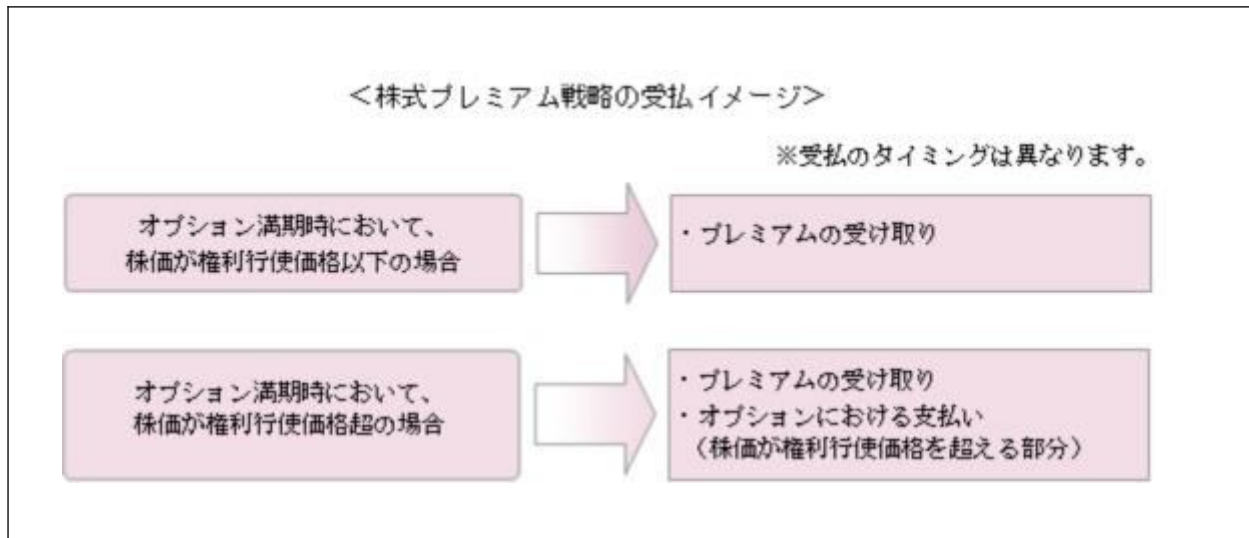 ＜株式プレミアム戦略の受払イメージ＞
※受払のタイミングは異なります。
オプション満期時において、
株価が権利行使価格以下の場合
・プレミアムの受け取り
オプション満期時において、
株価が権利行使価格超の場合
・プレミアムの受け取り
・オプションにおける支払い
（株価が権利行使価格を超える部分）